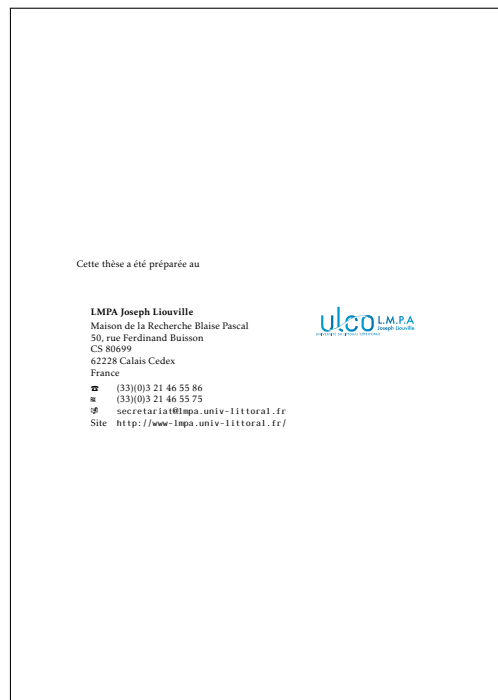 Cette thèse a été préparée au
LMPA Joseph Liouville
Maison de la Recherche Blaise Pascal
50, rue Ferdinand Buisson
CS 80699
62228 Calais Cedex
France
☎ (33)(0)3 21 46 55 86
(33)(0)3 21 46 55 75
secretariat@lmpa.univ-littoral.fr
Site http://www-lmpa.univ-littoral.fr/
ulco L.M.P.A
Joseph Liouville